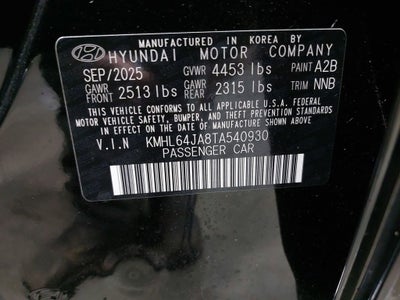 MANUFACTURED IN KOREA BY
HYUNDAI MOTOR COMPANY
SEP/2025 GVWR 4453 lbs PAINT A2B
GAWR FRONT 2513 lbs GAWR REAR 2315 lbs TRIM NNB
THIS VEHICLE CONFORMS TO ALL APPLICABLE U.S.A. FEDERAL
MOTOR VEHICLE SAFETY, BUMPER, AND THEFT PREVENTION STANDARDS
IN EFFECT ON THE DATE OF MANUFACTURE SHOWN ABOVE.
V.I.N KMHL64JA8TA540930
PASSENGER CAR